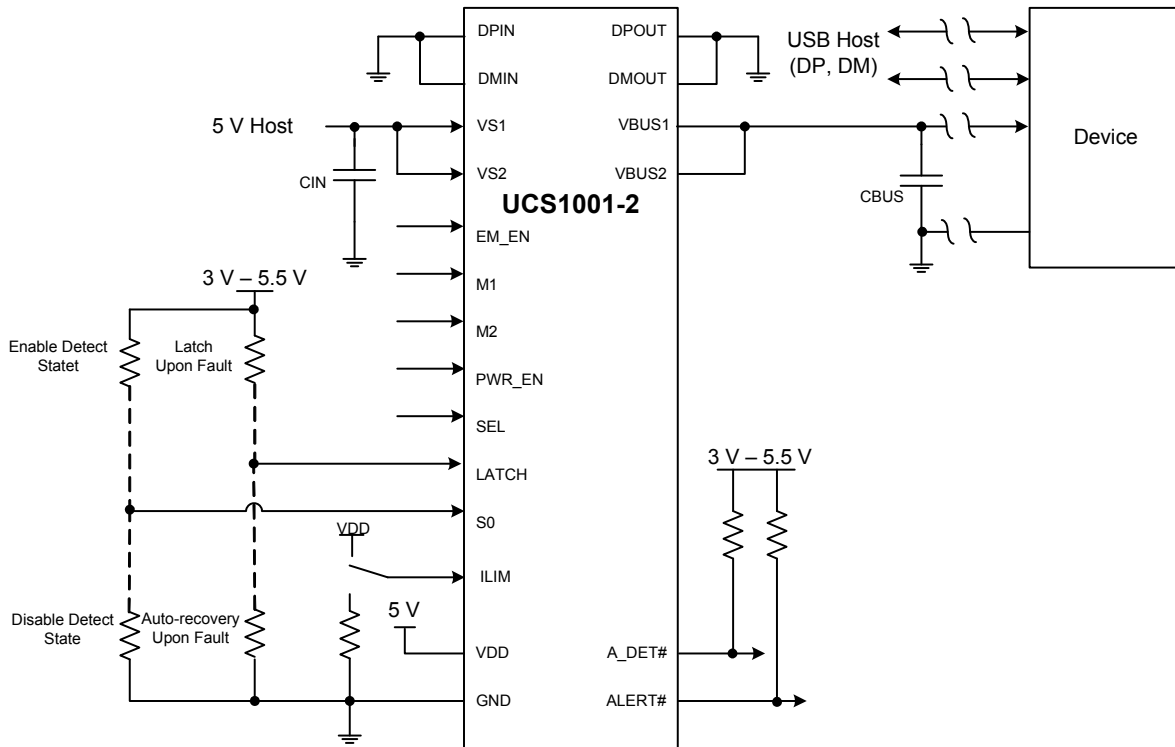 DPIN
DPOUT
DMIN
DMOUT
USB Host
(DP, DM)
5 V Host
VS1
VBUS1
Device
VS2
VBUS2
CIN
CBUS
UCS1001-2
EM_EN
3 V – 5.5 V
M1
M2
Enable Detect
Statet
Latch
Upon Fault
PWR_EN
SEL
LATCH
3 V – 5.5 V
S0
VDD
ILIM
Disable Detect
State
Auto-recovery
Upon Fault
5 V
VDD
A_DET#
GND
ALERT#